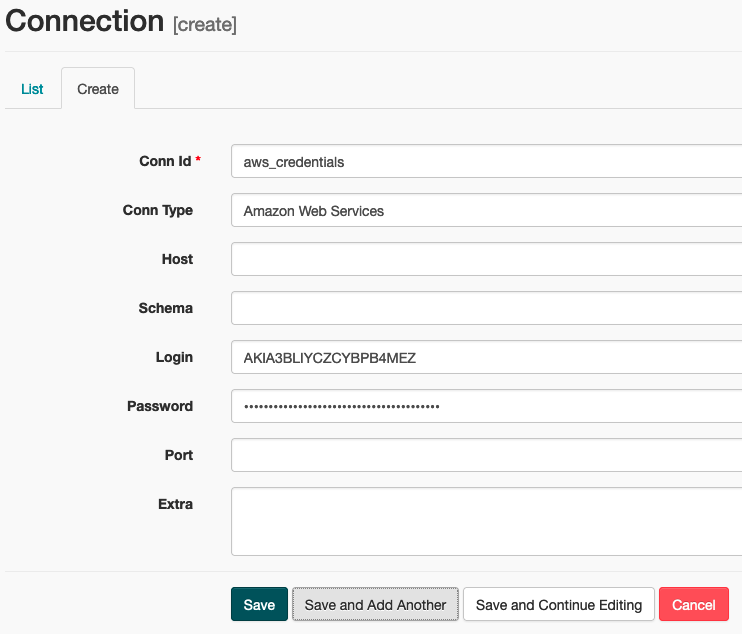 Connection [create]
List Create
Conn Id * aws_credentials
Conn Type Amazon Web Services
Host
Schema
Login AKIA3BLIYCZCYBPB4MEZ
Password ••••••••••••••••••••••••••••••••••••••••
Port
Extra
Save Save and Add Another Save and Continue Editing Cancel